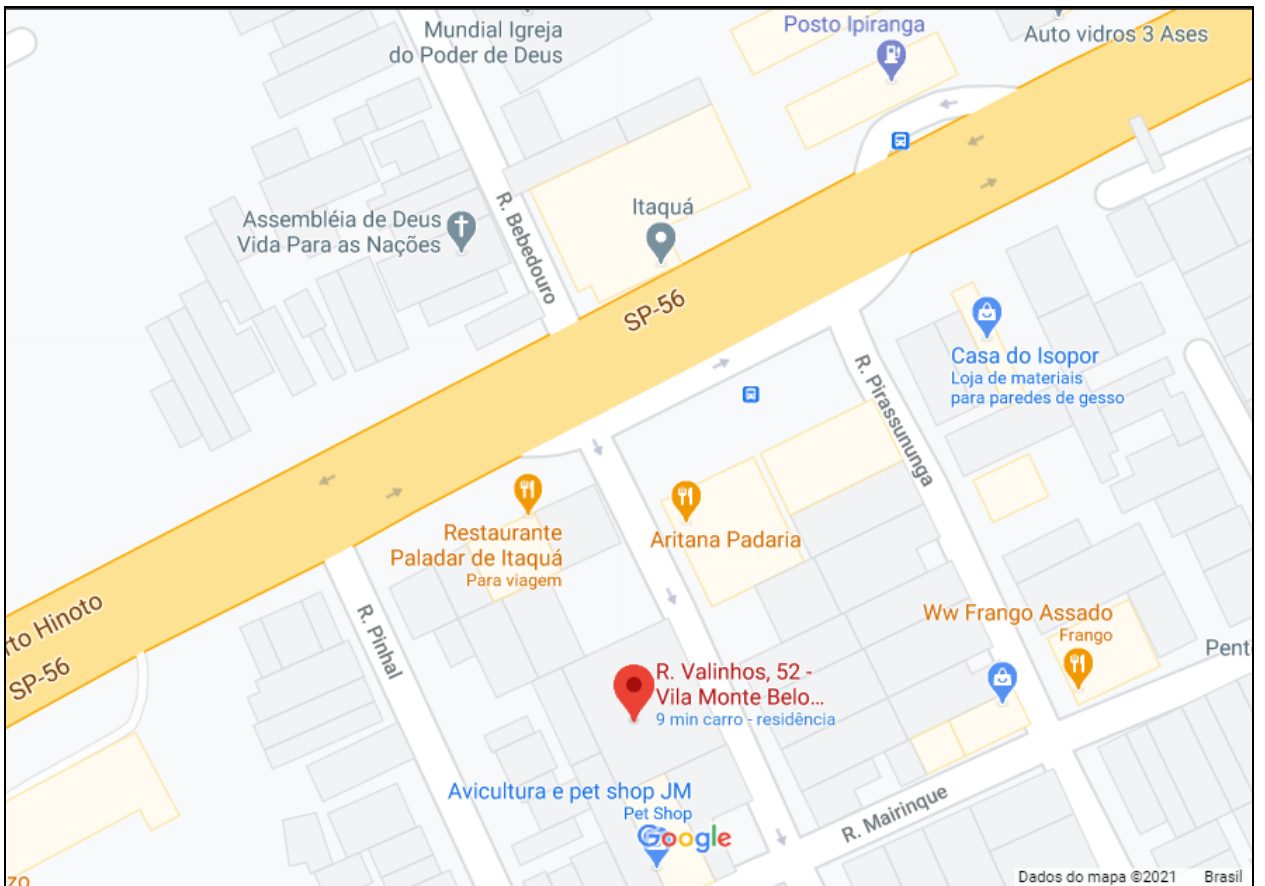 Mundial Igreja
do Poder de Deus
Posto Ipiranga
Auto vidros 3 Ases
Assembléia de Deus
Vida Para as Nações
R. Bebedouro
Itaquá
SP-56
Casa do Isopor
Loja de materiais
para paredes de gesso
R. Pirassununga
Restaurante
Paladar de Itaquá
Para viagem
Aritana Padaria
rto Hinoto
SP-56
R. Pinhal
Ww Frango Assado
Frango
Pent
R. Valinhos, 52 -
Vila Monte Belo...
9 min carro - residência
Avicultura e pet shop JM
Pet Shop
Google
R. Mairinque
zo
Dados do mapa ©2021 Brasil